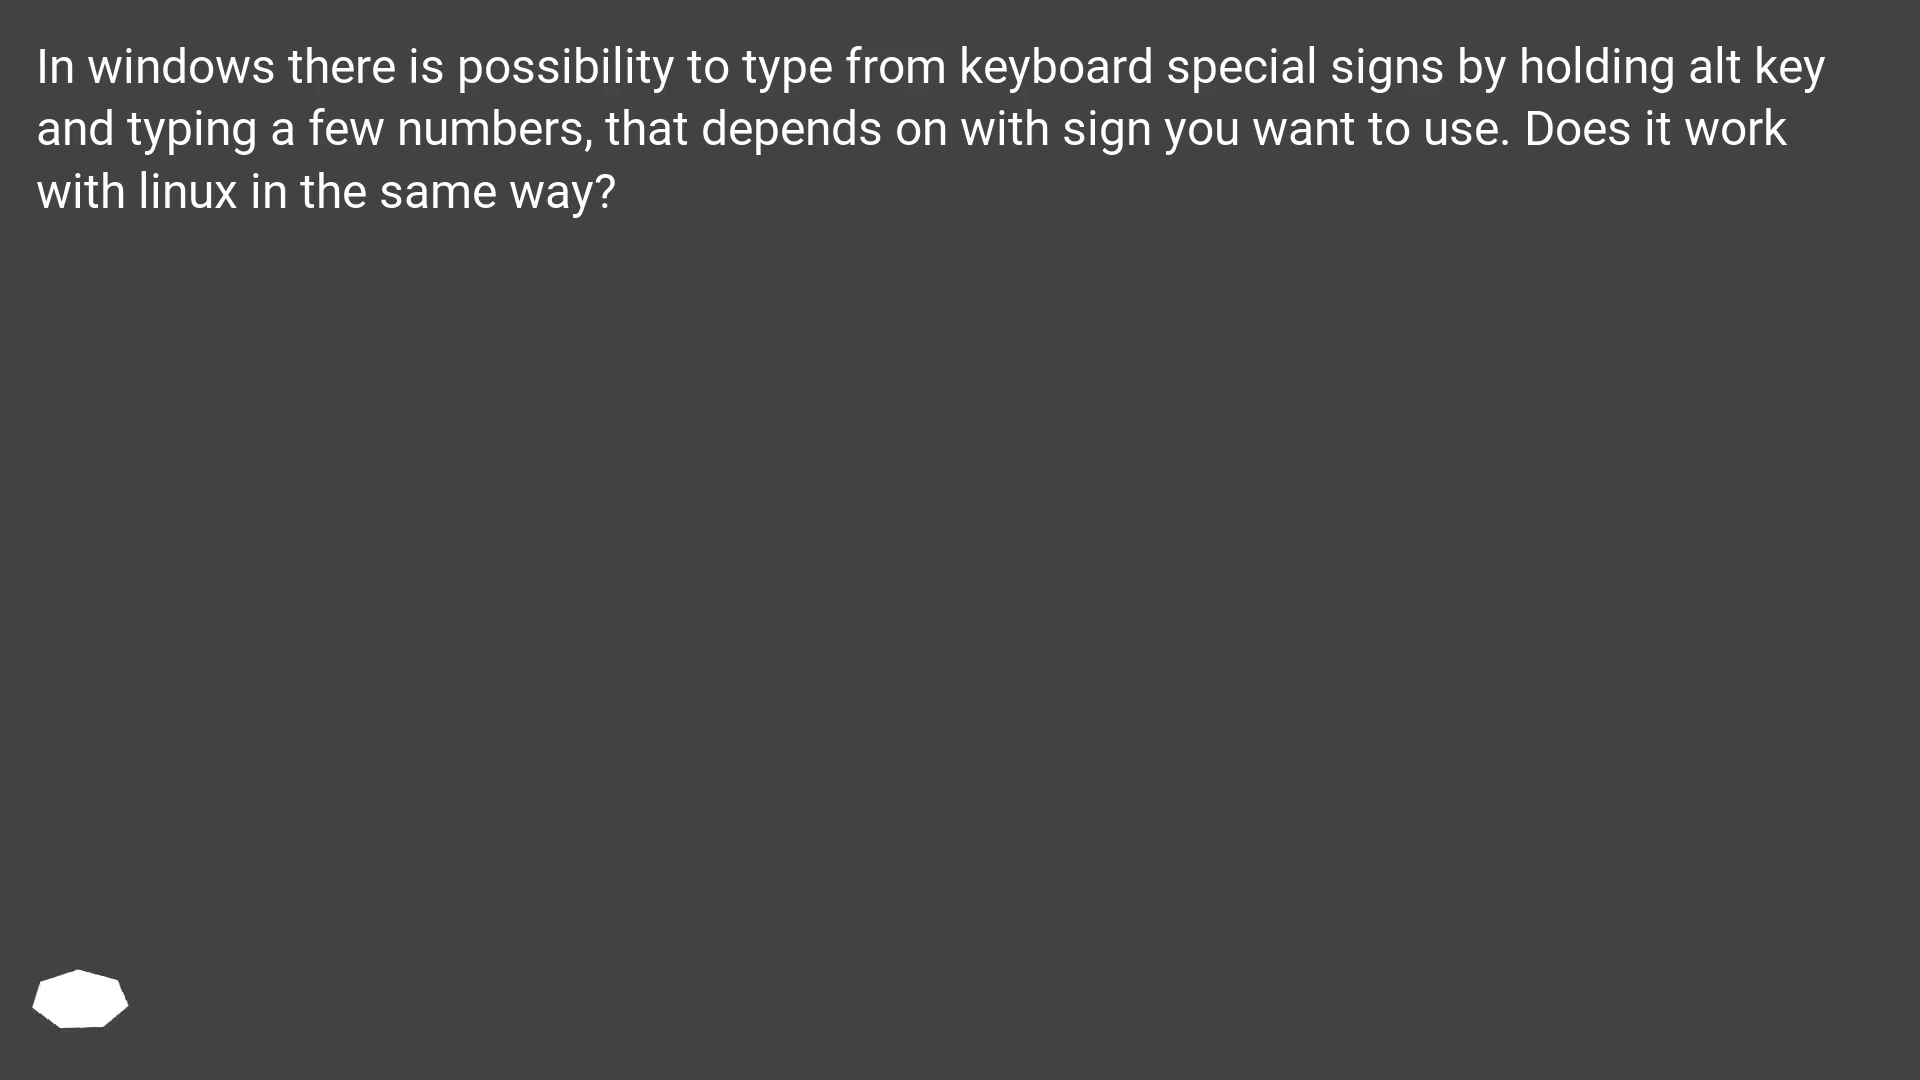 In windows there is possibility to type from keyboard special signs by holding alt key
and typing a few numbers, that depends on with sign you want to use. Does it work
with linux in the same way?